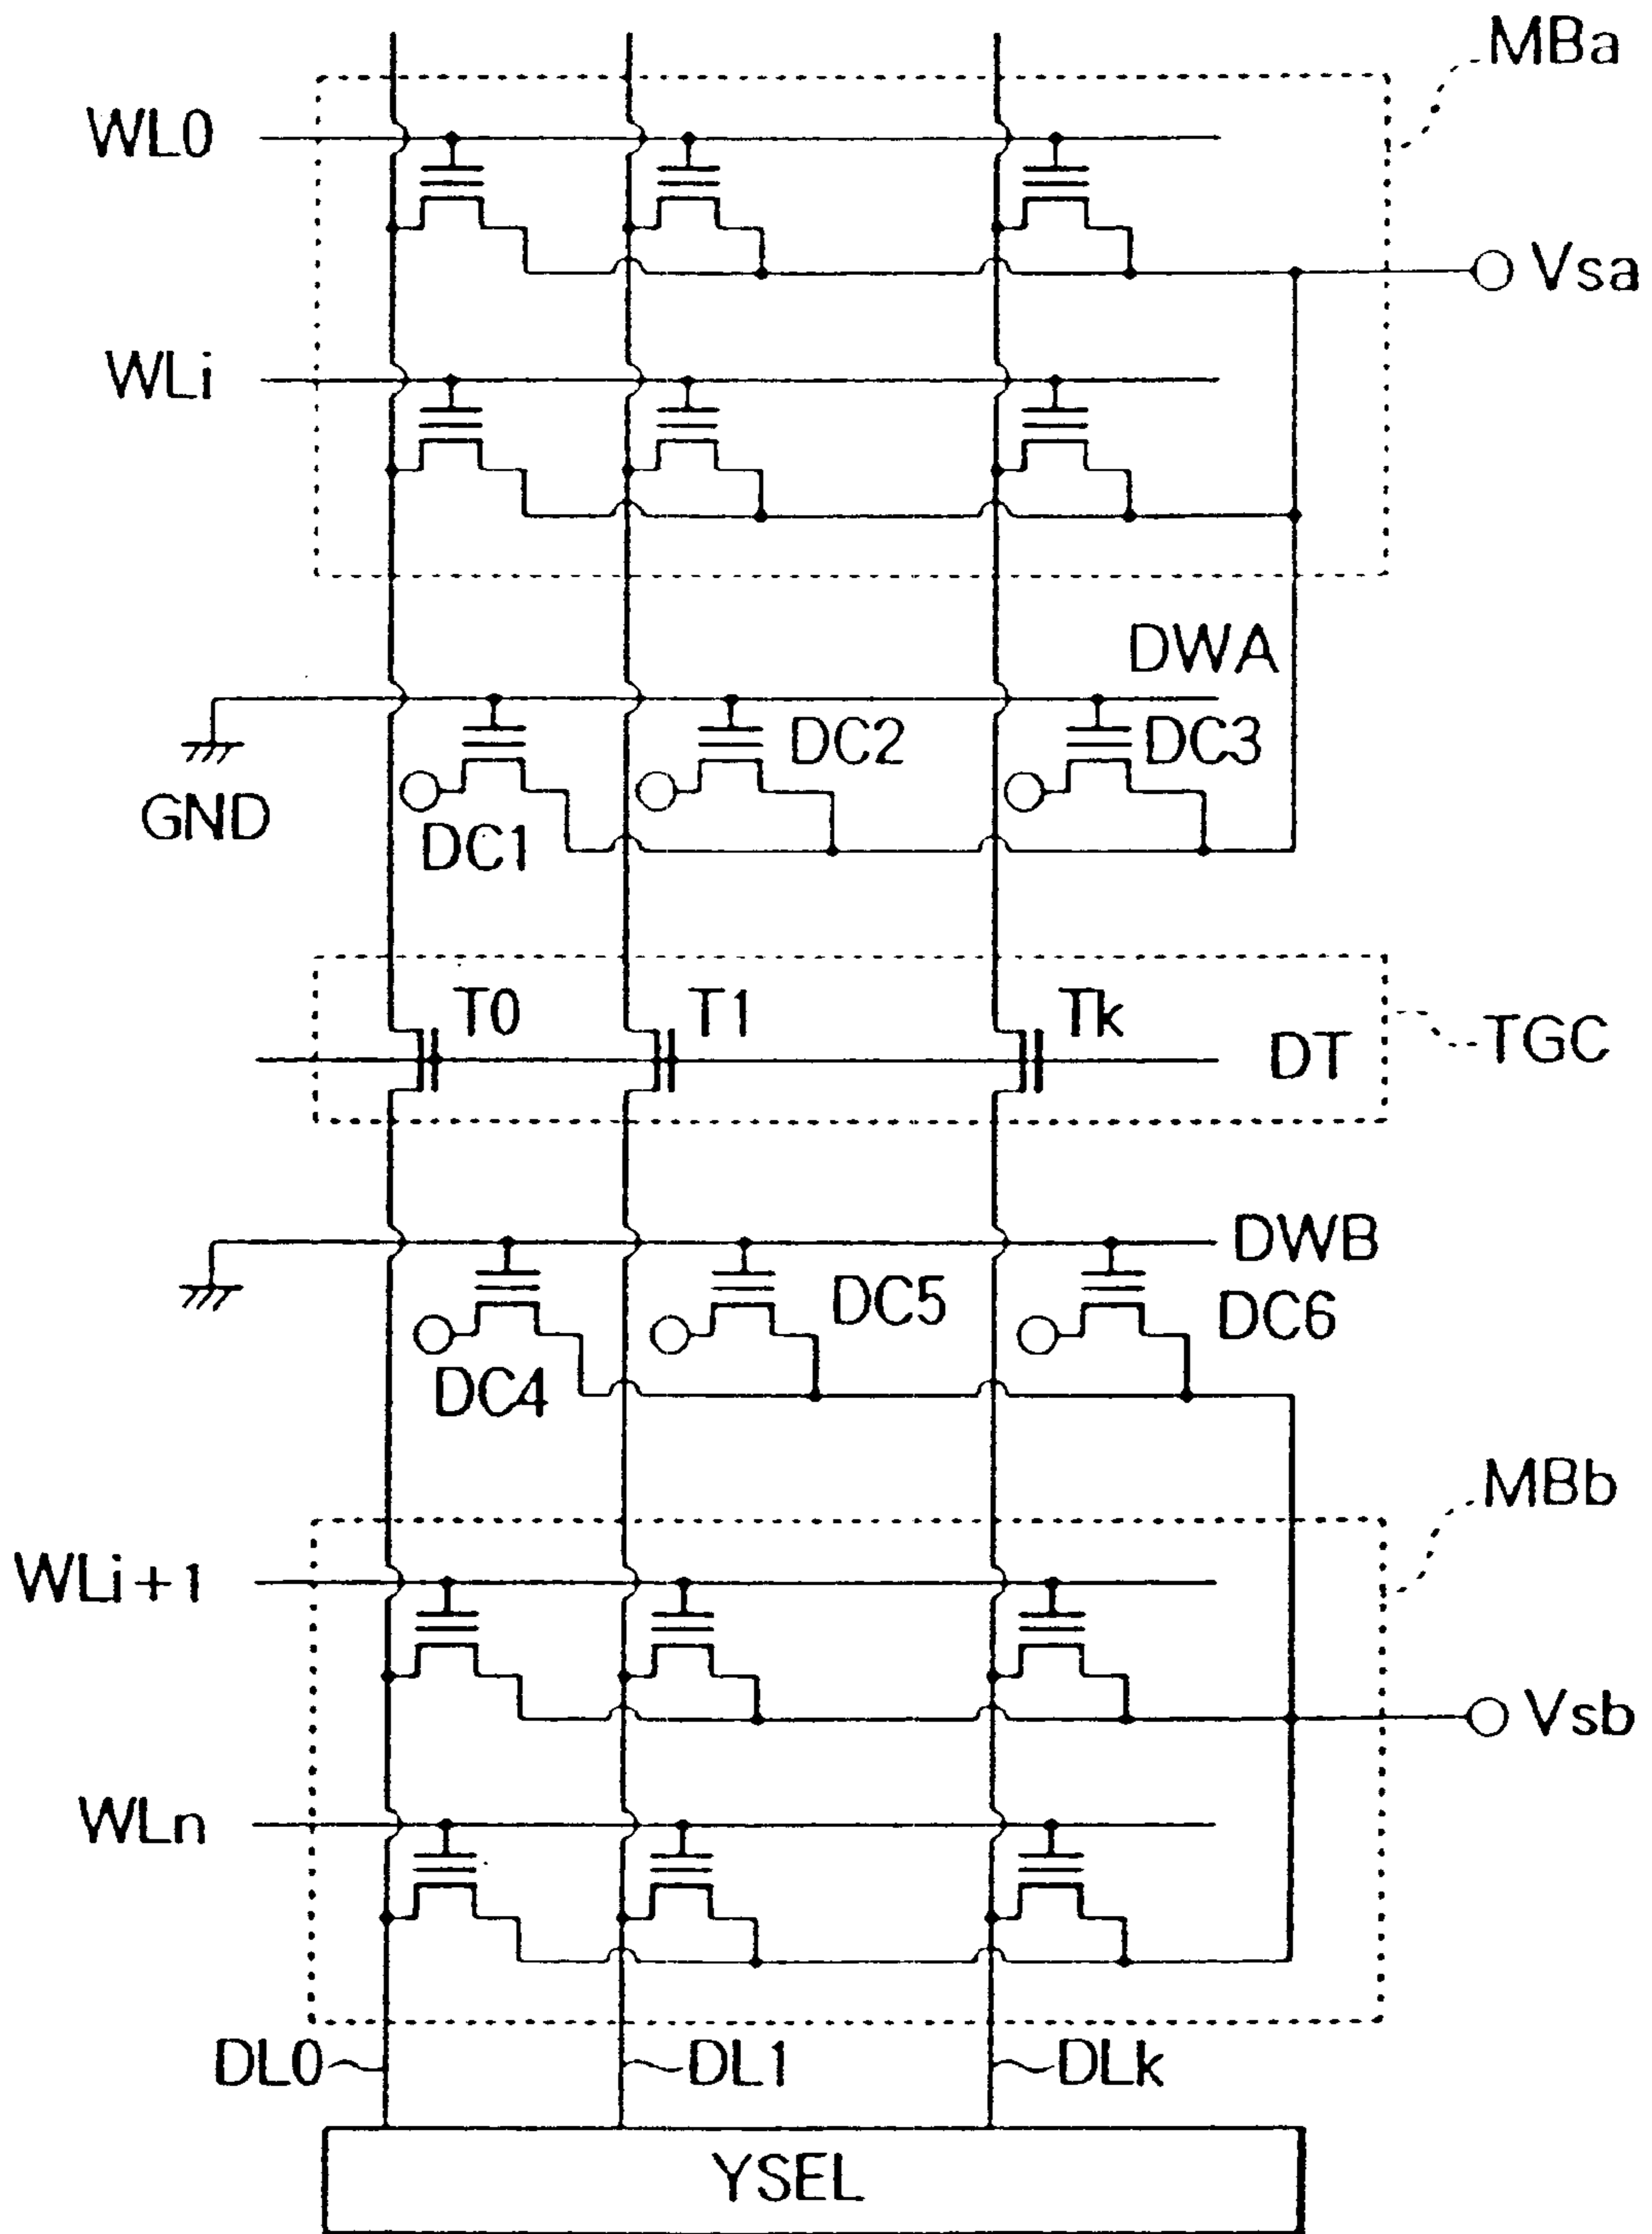 MBa
WL0
Vsa
WLi
DWA
DC2
DC3
GND
DC1
T0
T1
Tk
DT
TGC
DWB
DC5
DC6
DC4
MBb
WLi+1
Vsb
WLn
DL0
DL1
DLk
YSEL